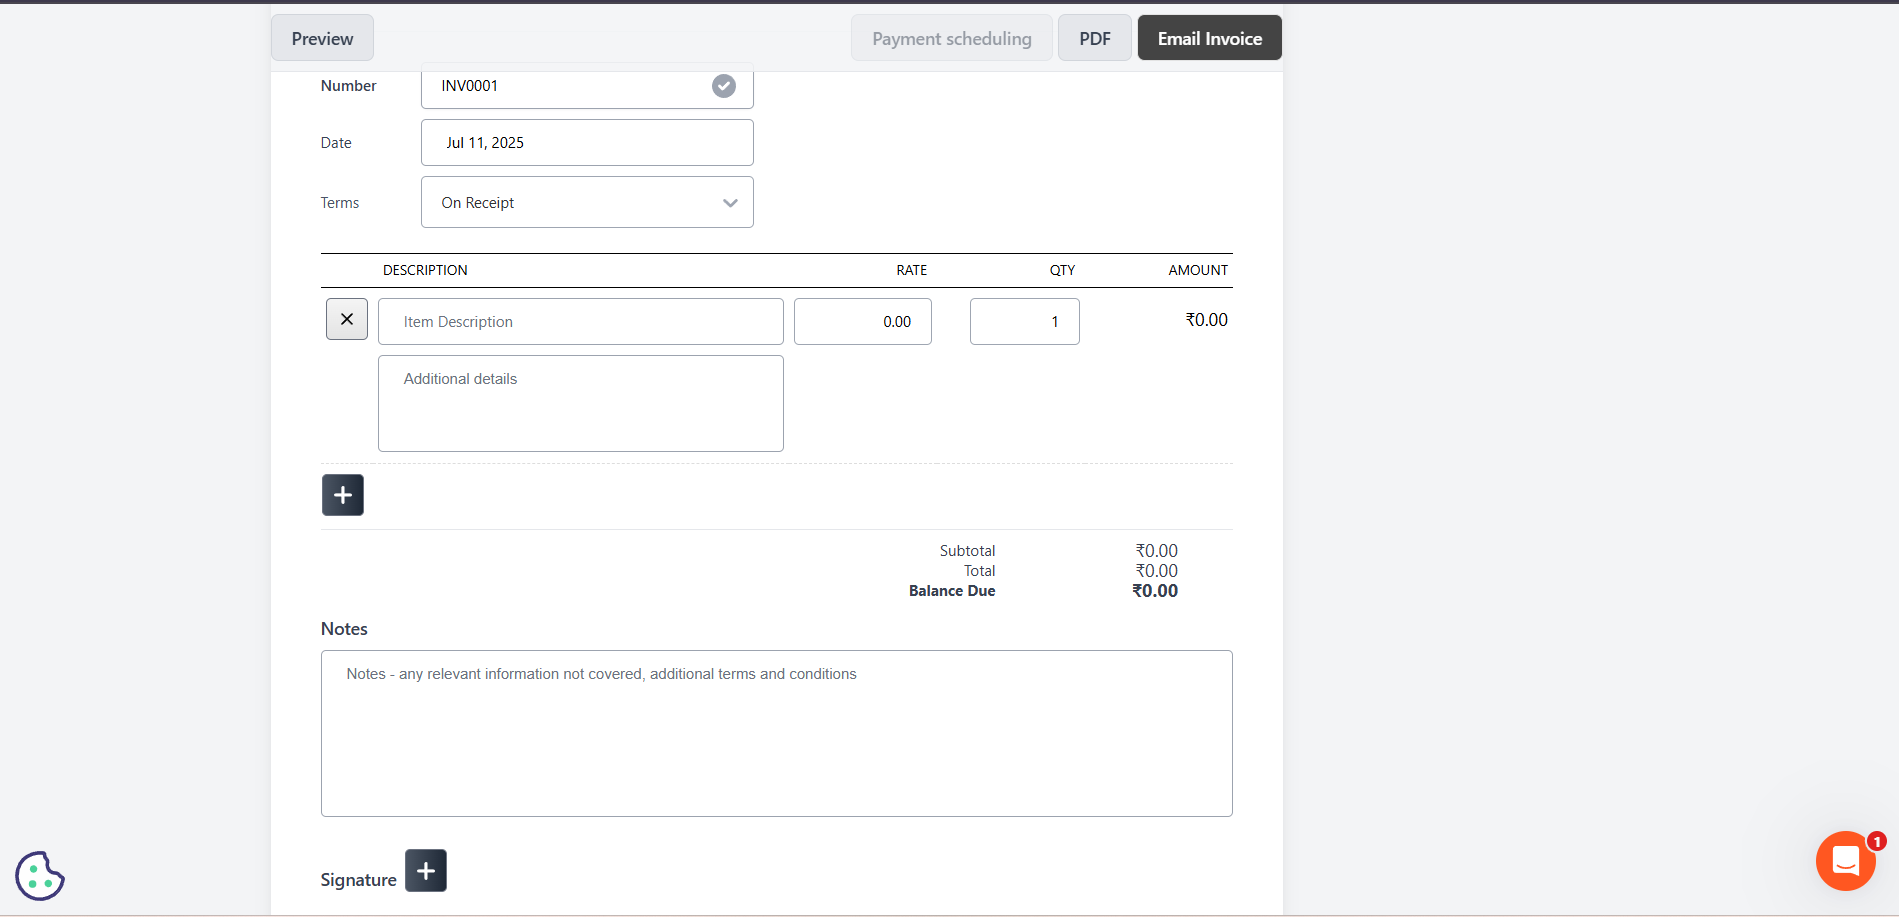 Preview
Payment scheduling
PDF
Email Invoice
Number
INV0001
Date
Jul 11, 2025
Terms
On Receipt
DESCRIPTION RATE QTY AMOUNT
Item Description 0.00 1 ₹0.00
Additional details
Subtotal ₹0.00
Total ₹0.00
Balance Due ₹0.00
Notes
Notes - any relevant information not covered, additional terms and conditions
Signature
1